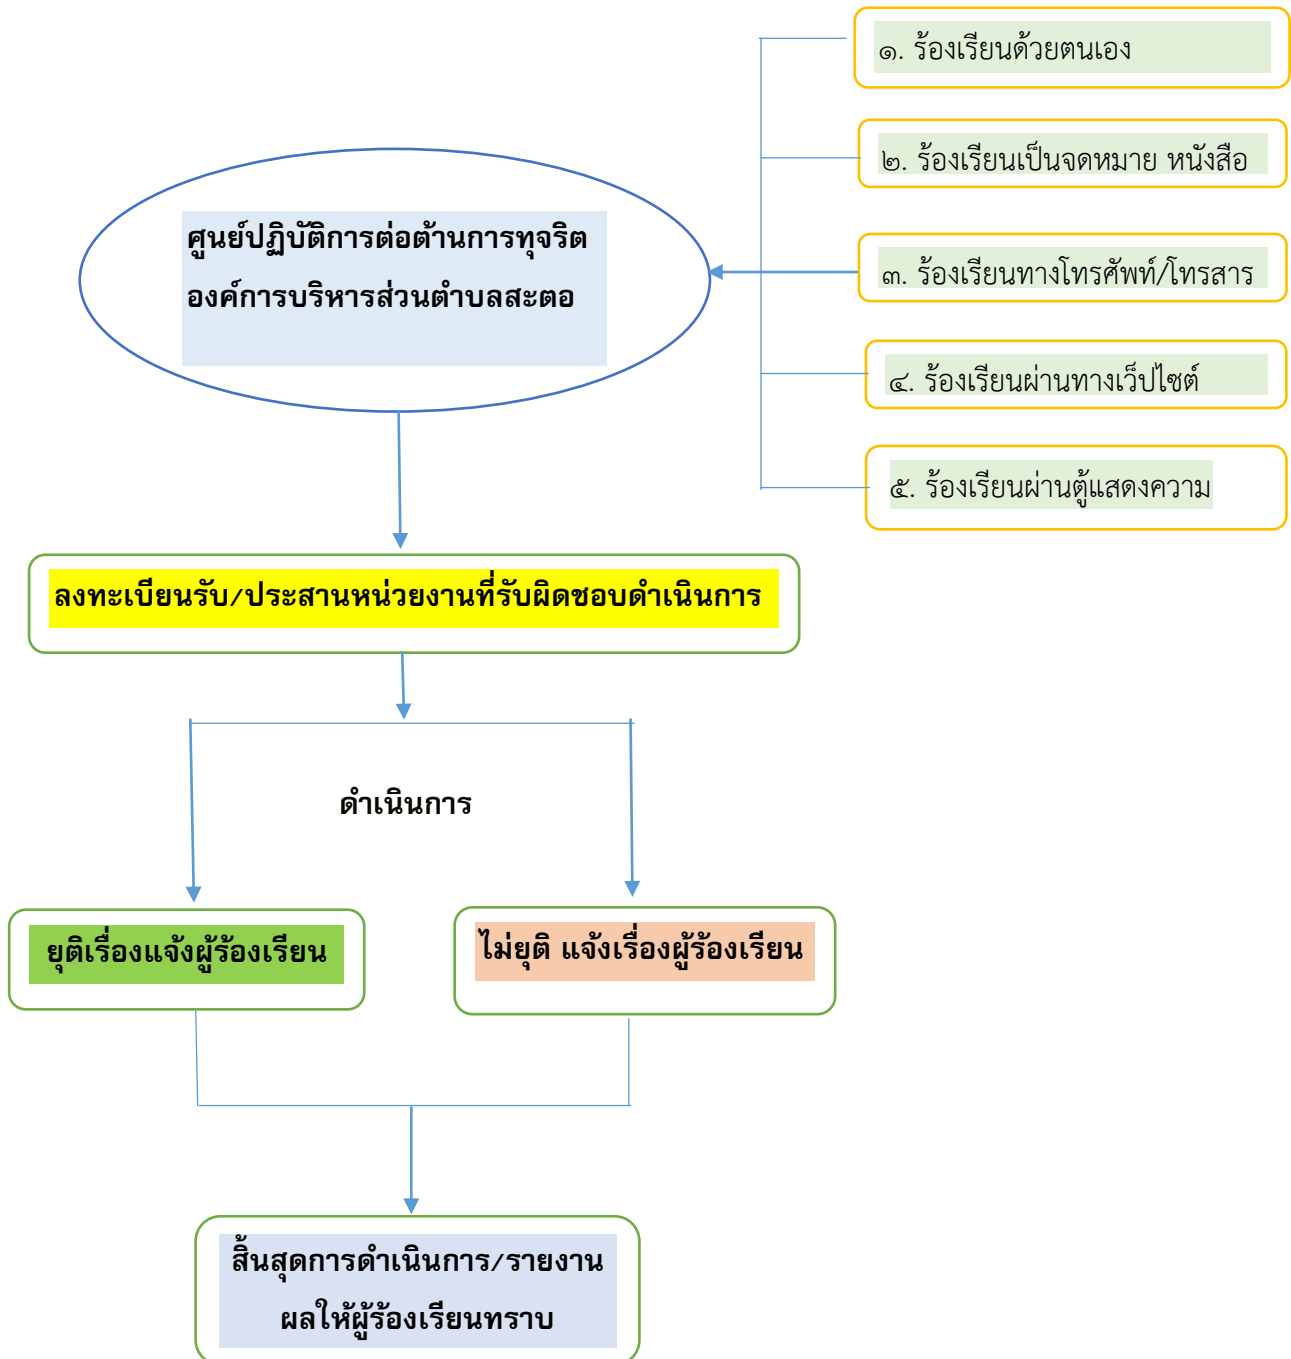 ๑. ร้องเรียนด้วยตนเอง
๒. ร้องเรียนเป็นจดหมาย หนังสือ
ศูนย์ปฏิบัติการต่อต้านการทุจริต
องค์การบริหารส่วนตำบลสะตอ
๓. ร้องเรียนทางโทรศัพท์/โทรสาร
๔. ร้องเรียนผ่านทางเว็ปไซต์
๕. ร้องเรียนผ่านตู้แสดงความ
ลงทะเบียนรับ/ประสานหน่วยงานที่รับผิดชอบดำเนินการ
ดำเนินการ
ยุติเรื่องแจ้งผู้ร้องเรียน
ไม่ยุติ แจ้งเรื่องผู้ร้องเรียน
สิ้นสุดการดำเนินการ/รายงาน
ผลให้ผู้ร้องเรียนทราบ